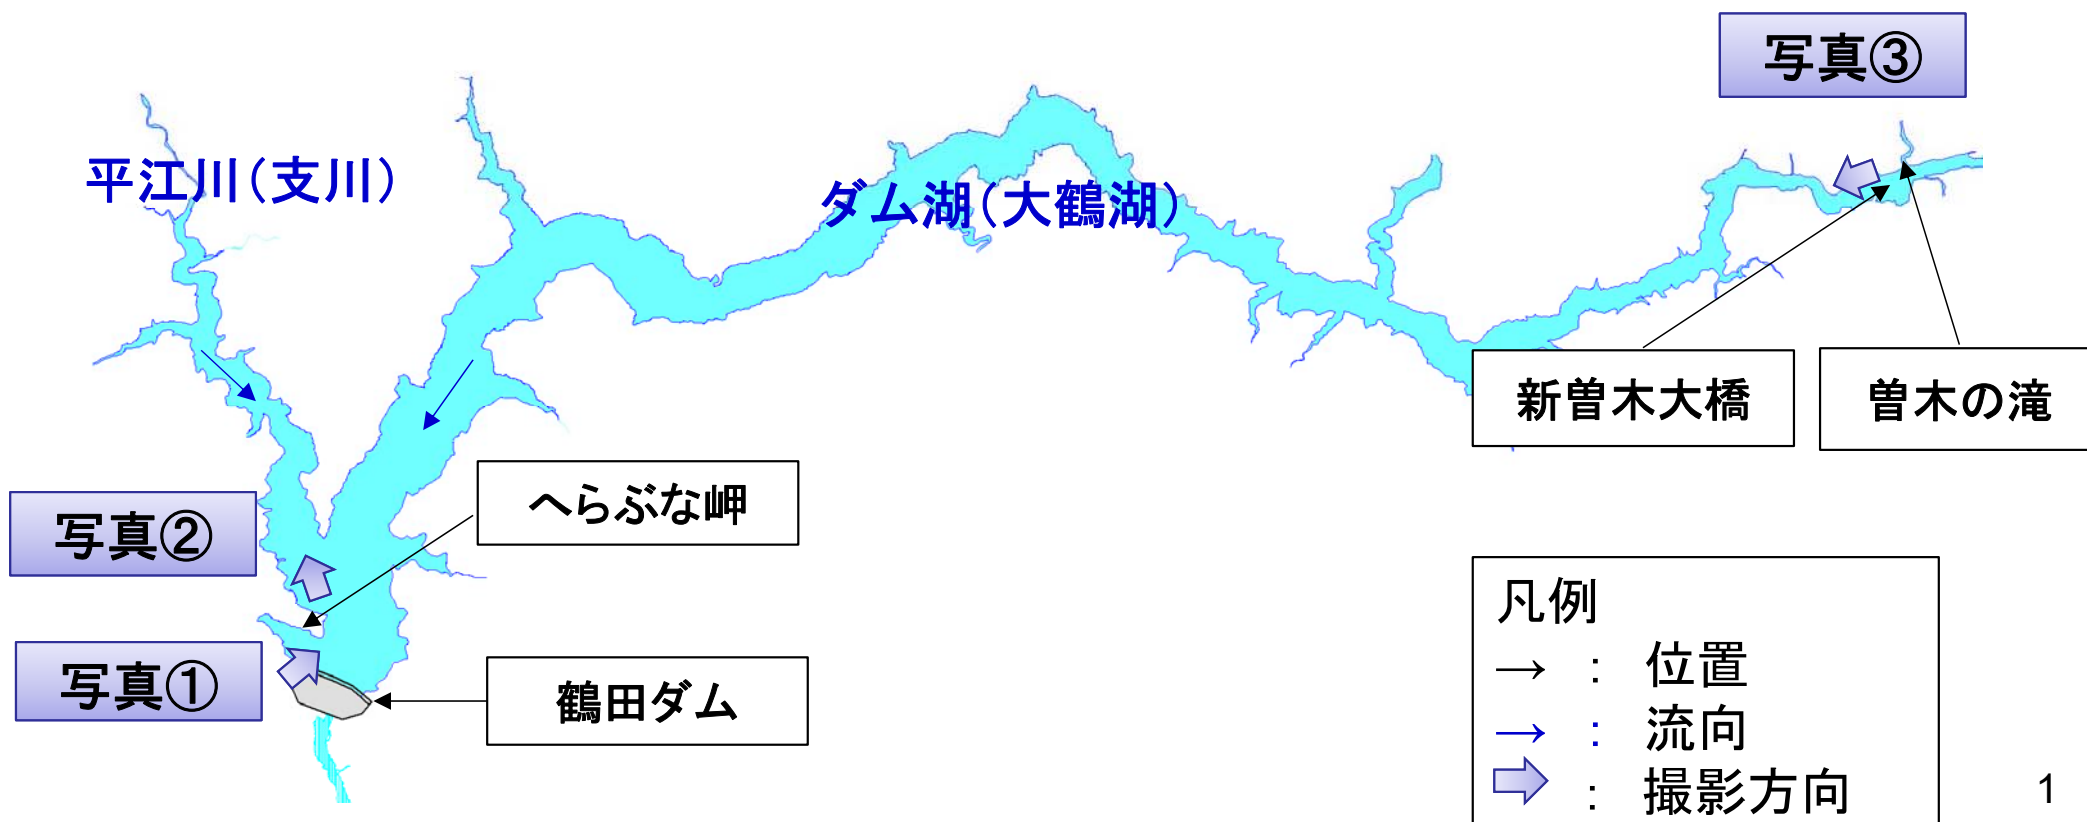 写真③
平江川（支川）
ダム湖（大鶴湖）
新曽木大橋
曽木の滝
へらぶな岬
写真②
写真①
鶴田ダム
凡例
→ ： 位置
→ ： 流向
： 撮影方向
1